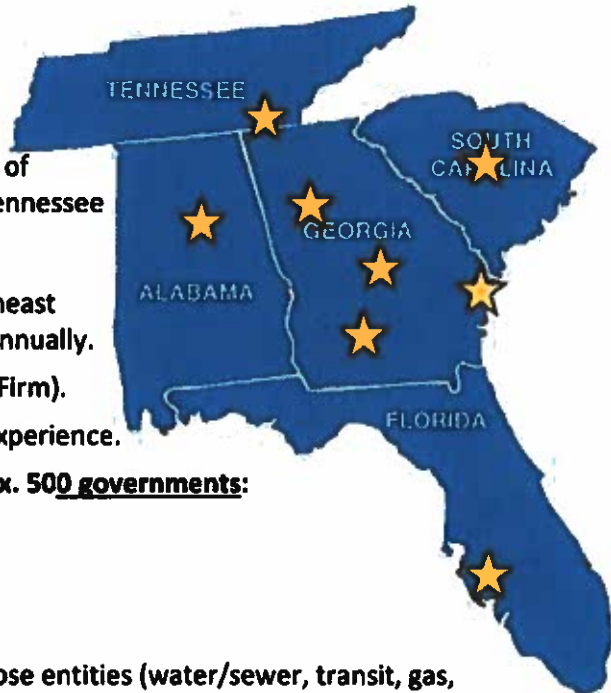 TENNESSEE
SOUTH
CAROLINA
of
ennessee
GEORGIA
ALABAMA
neast
nnually.
Firm).
FLORIDA
xperience.
x. 500 governments:
ose entities (water/sewer, transit, gas,